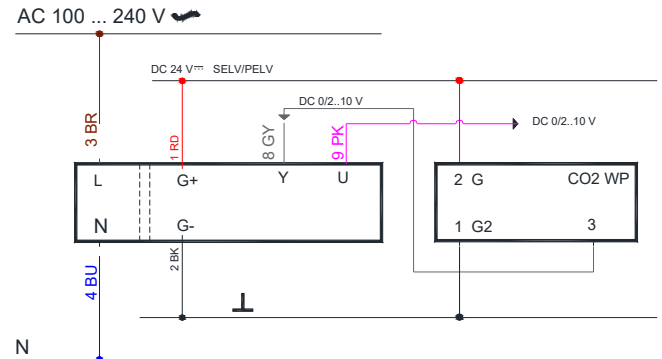 AC 100 ... 240 V
DC 24 V⎓ SELV/PELV
DC 0/2..10 V
DC 0/2..10 V
3 BR
1 RD
8 GY
9 PK
L
G+
Y
U
2 G
CO2 WP
N
G-
1 G2
3
2 BK
4 BU
N